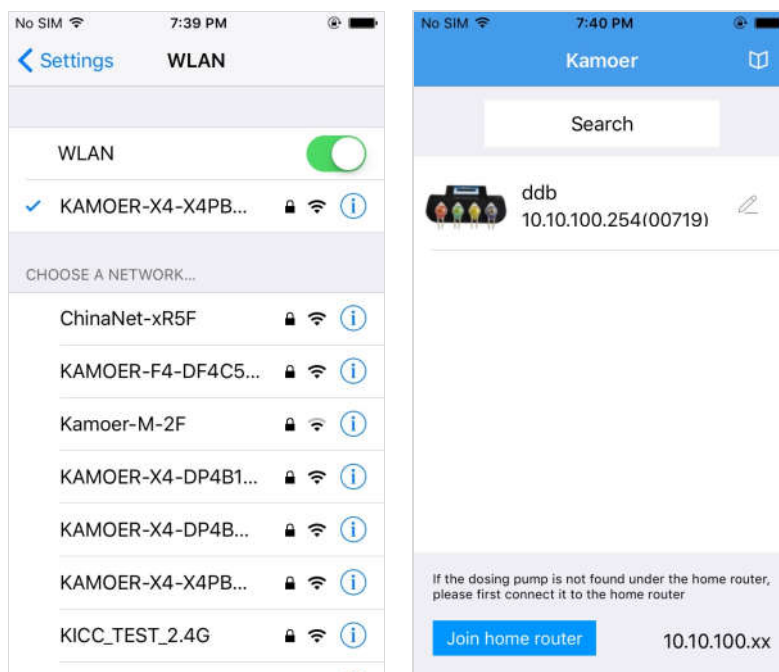 No SIM 7:39 PM
Settings WLAN
WLAN
KAMOER-X4-X4PB...
CHOOSE A NETWORK...
ChinaNet-xR5F
KAMOER-F4-DF4C5...
Kamoer-M-2F
KAMOER-X4-DP4B1...
KAMOER-X4-DP4B...
KAMOER-X4-X4PB...
KICC_TEST_2.4G
No SIM 7:40 PM
Kamoer
Search
ddb
10.10.100.254(00719)
If the dosing pump is not found under the home router,
please first connect it to the home router
Join home router 10.10.100.xx